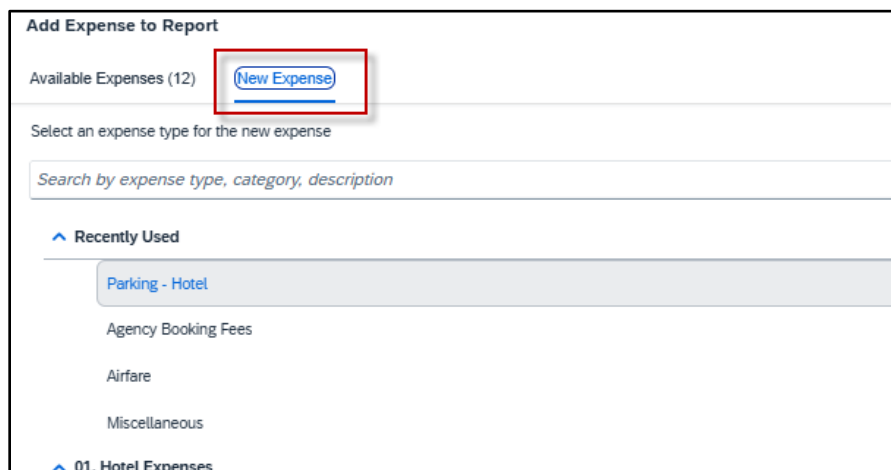 Add Expense to Report
Available Expenses (12) New Expense
Select an expense type for the new expense
Search by expense type, category, description
Recently Used
Parking - Hotel
Agency Booking Fees
Airfare
Miscellaneous
01. Hotel Expenses